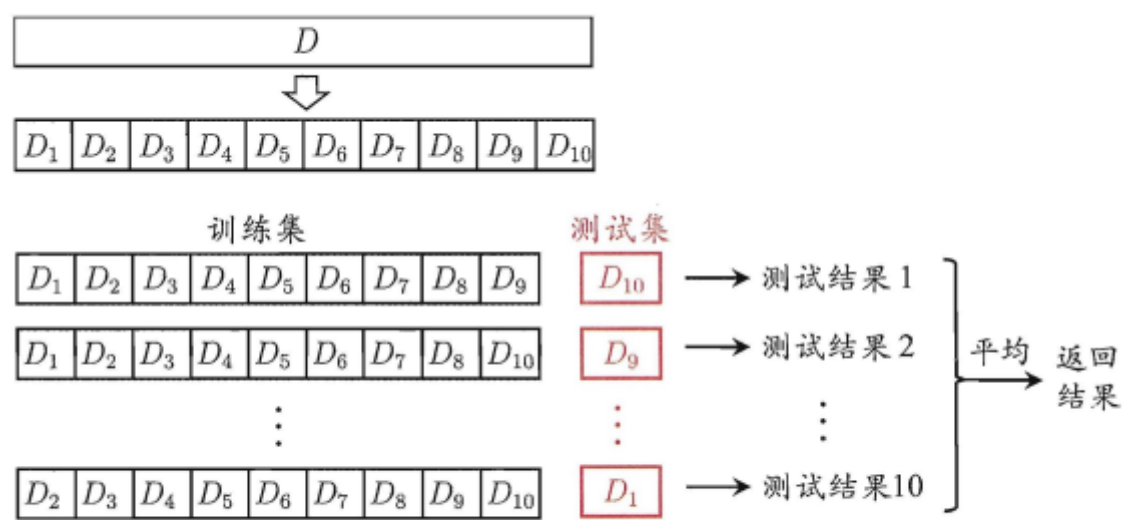 D
D₁ D₂ D₃ D₄ D₅ D₆ D₇ D₈ D₉ D₁₀
训练集 测试集
D₁ D₂ D₃ D₄ D₅ D₆ D₇ D₈ D₉ D₁₀ 测试结果1
D₁ D₂ D₃ D₄ D₅ D₆ D₇ D₈ D₁₀ D₉ 测试结果2
平均 返回
结果
⋮ ⋮ ⋮
D₂ D₃ D₄ D₅ D₆ D₇ D₈ D₉ D₁₀ D₁ 测试结果10